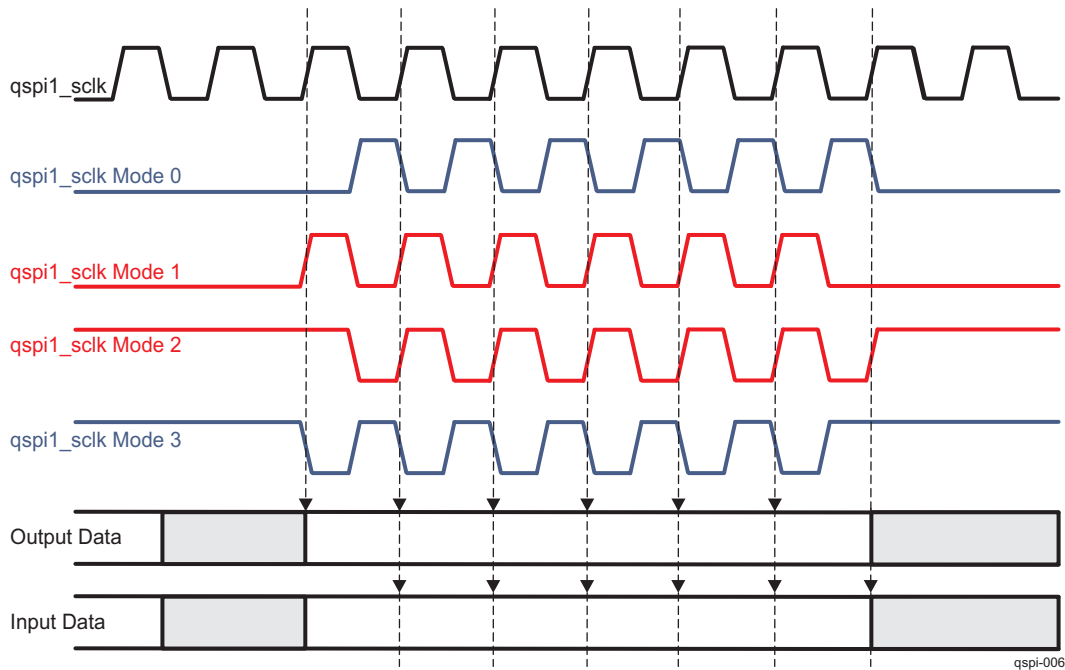 qspi1_sclk
qspi1_sclk Mode 0
qspi1_sclk Mode 1
qspi1_sclk Mode 2
qspi1_sclk Mode 3
Output Data
Input Data
qspi-006